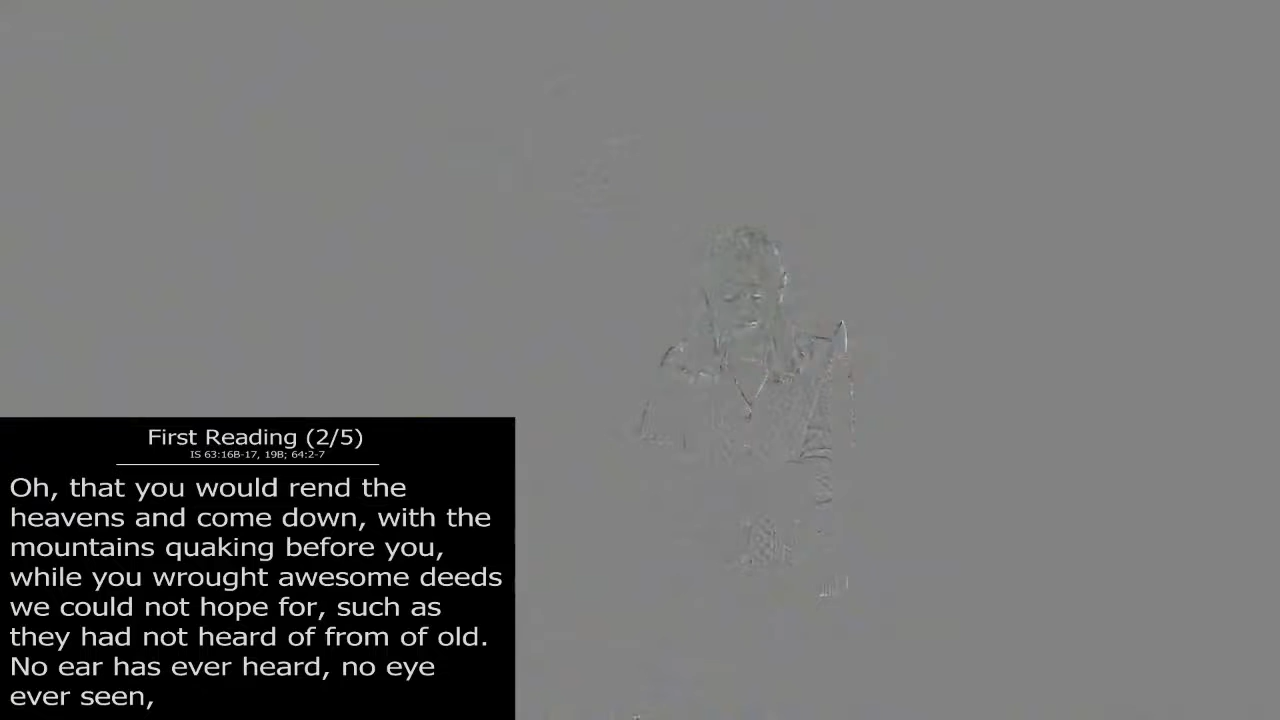 First Reading (2/5)
IS 63:16B-17, 19B; 64:2-7
Oh, that you would rend the
heavens and come down, with the
mountains quaking before you,
while you wrought awesome deeds
we could not hope for, such as
they had not heard of from of old.
No ear has ever heard, no eye
ever seen,